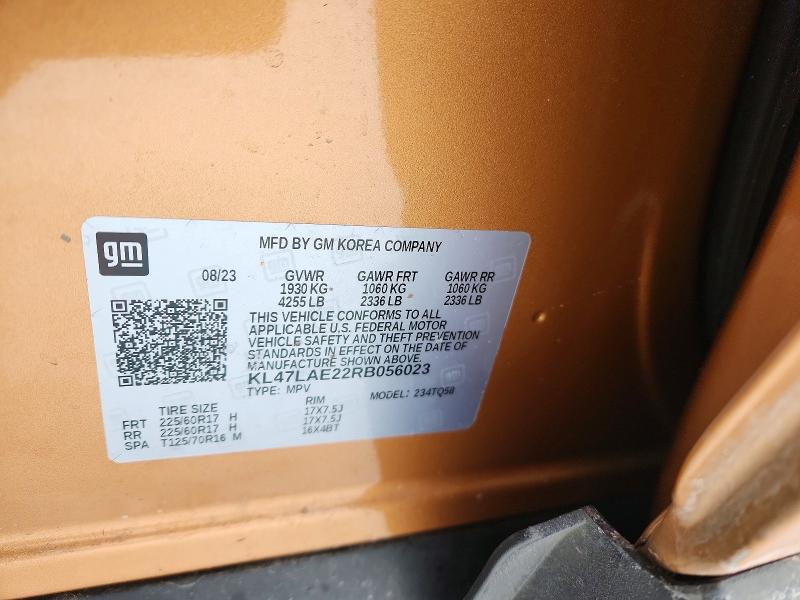 gm
MFD BY GM KOREA COMPANY
08/23 GVWR GAWR FRT GAWR RR
1930 KG 1060 KG 1060 KG
4255 LB 2336 LB 2336 LB
THIS VEHICLE CONFORMS TO ALL
APPLICABLE U.S. FEDERAL MOTOR
VEHICLE SAFETY AND THEFT PREVENTION
STANDARDS IN EFFECT ON THE DATE OF
MANUFACTURE SHOWN ABOVE.
KL47LAE22RB056023
TYPE: MPV MODEL: 234TQ58
TIRE SIZE RIM
FRT 225/60R17 H 17X7.5J
RR 225/60R17 H 17X7.5J
SPA T125/70R16 M 16X4BT